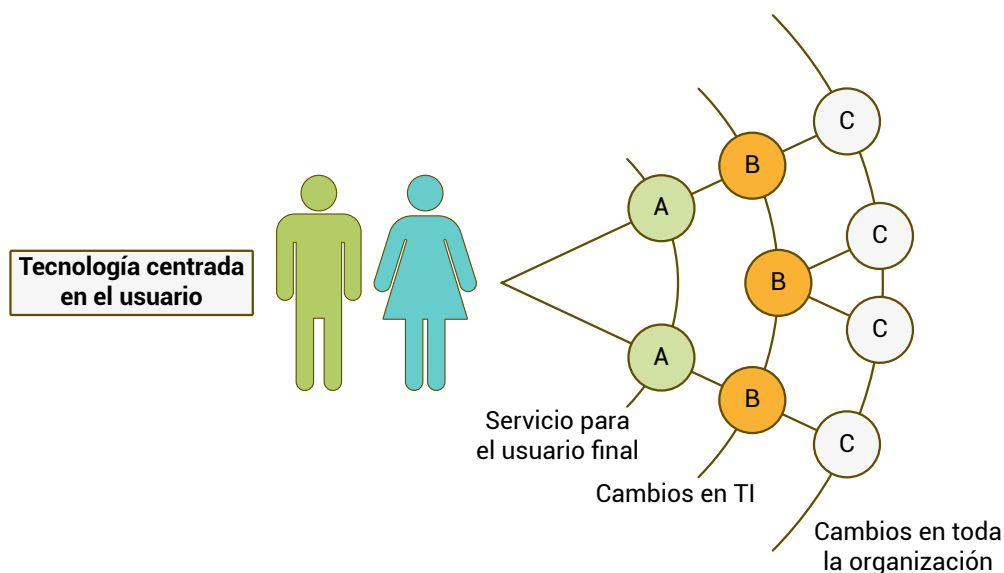 Tecnología centrada
en el usuario
A
A
B
B
B
C
C
C
C
Servicio para
el usuario final
Cambios en TI
Cambios en toda
la organización